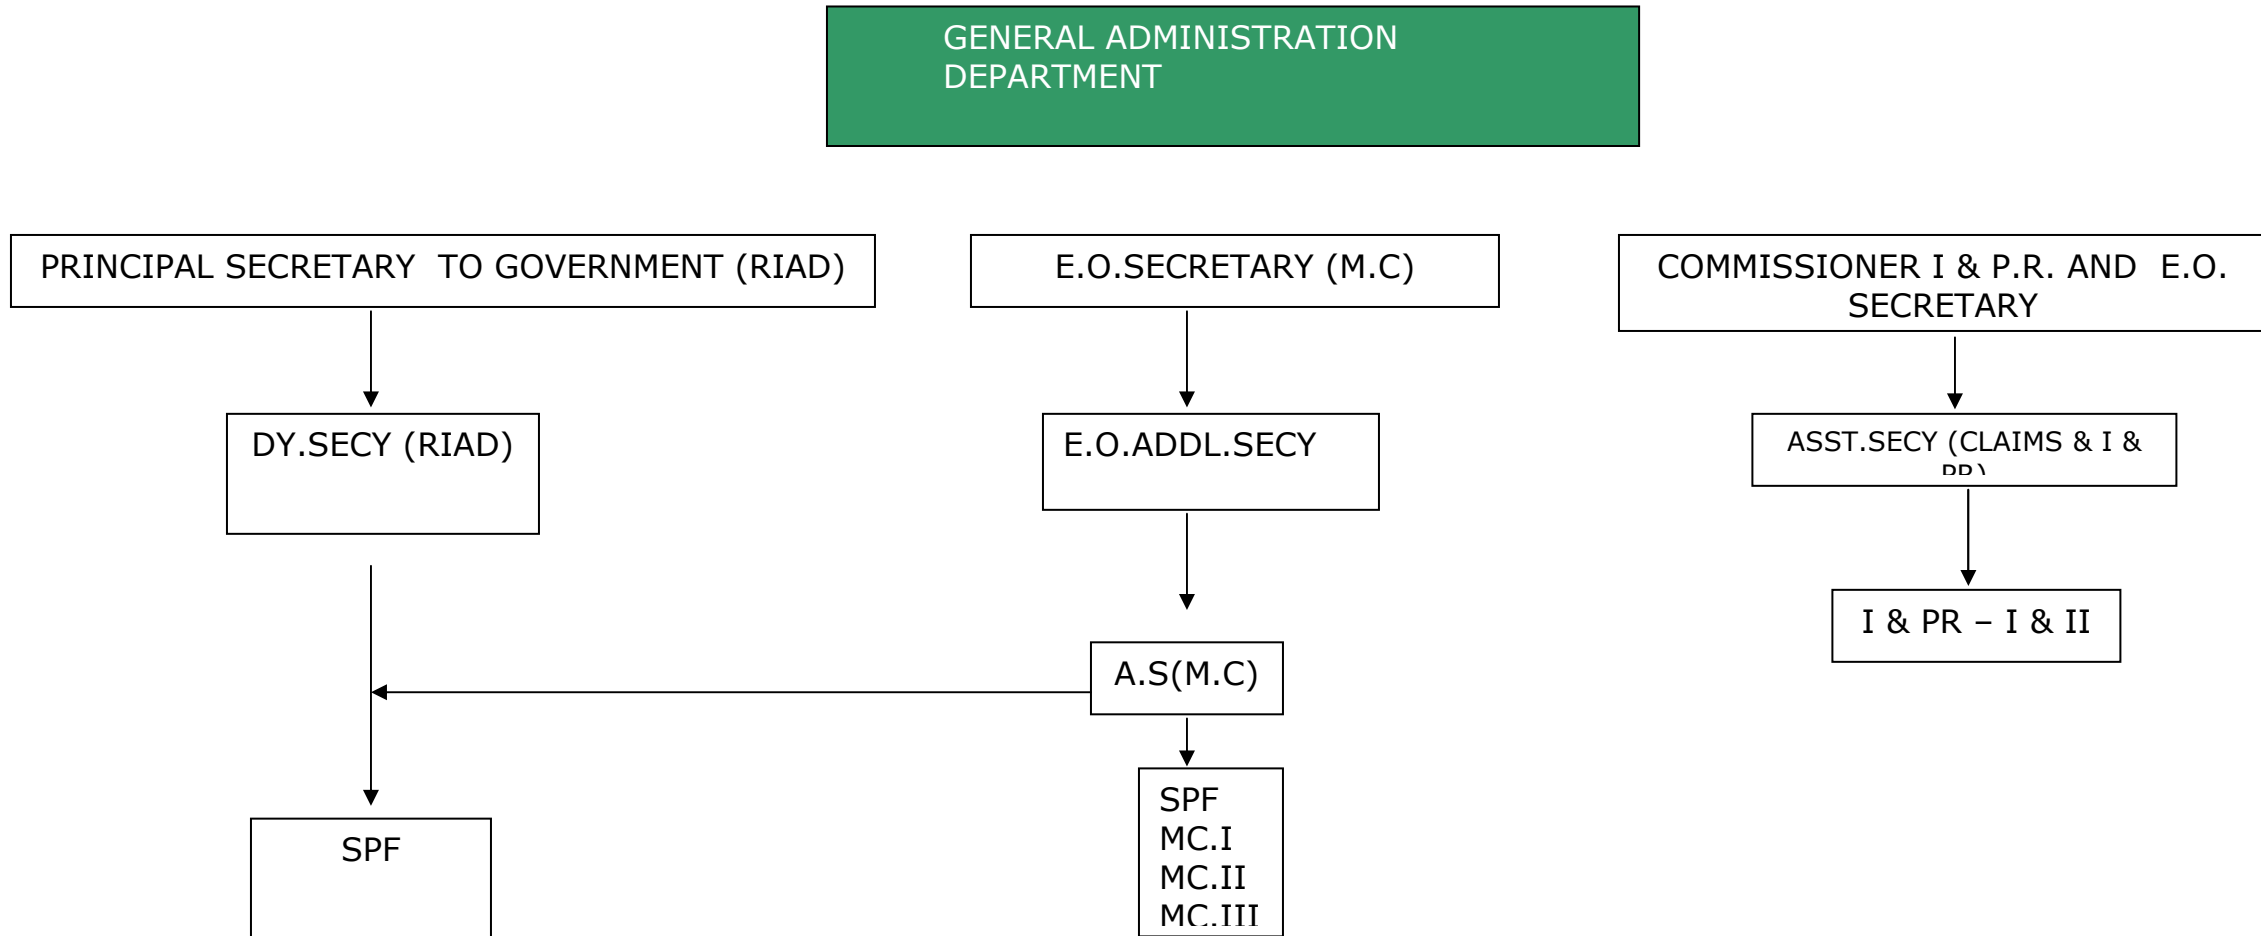 GENERAL ADMINISTRATION
DEPARTMENT
PRINCIPAL SECRETARY TO GOVERNMENT (RIAD)
E.O.SECRETARY (M.C)
COMMISSIONER I & P.R. AND E.O.
SECRETARY
DY.SECY (RIAD)
E.O.ADDL.SECY
ASST.SECY (CLAIMS & I &
PR)
I & PR – I & II
A.S(M.C)
SPF
SPF
MC.I
MC.II
MC.III